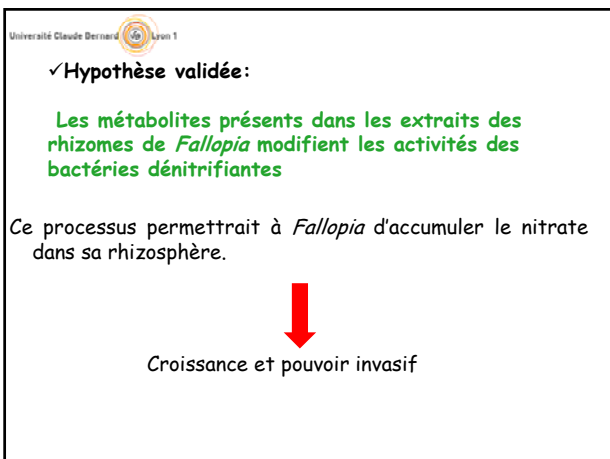 Université Claude Bernard Lyon 1
✓Hypothèse validée:
Les métabolites présents dans les extraits des
rhizomes de Fallopia modifient les activités des
bactéries dénitrifiantes
Ce processus permettrait à Fallopia d'accumuler le nitrate
dans sa rhizosphère.
Croissance et pouvoir invasif